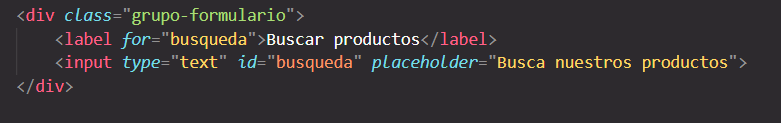 <div class="grupo-formulario">
<label for="busqueda">Buscar productos</label>
<input type="text" id="busqueda" placeholder="Busca nuestros productos">
</div>